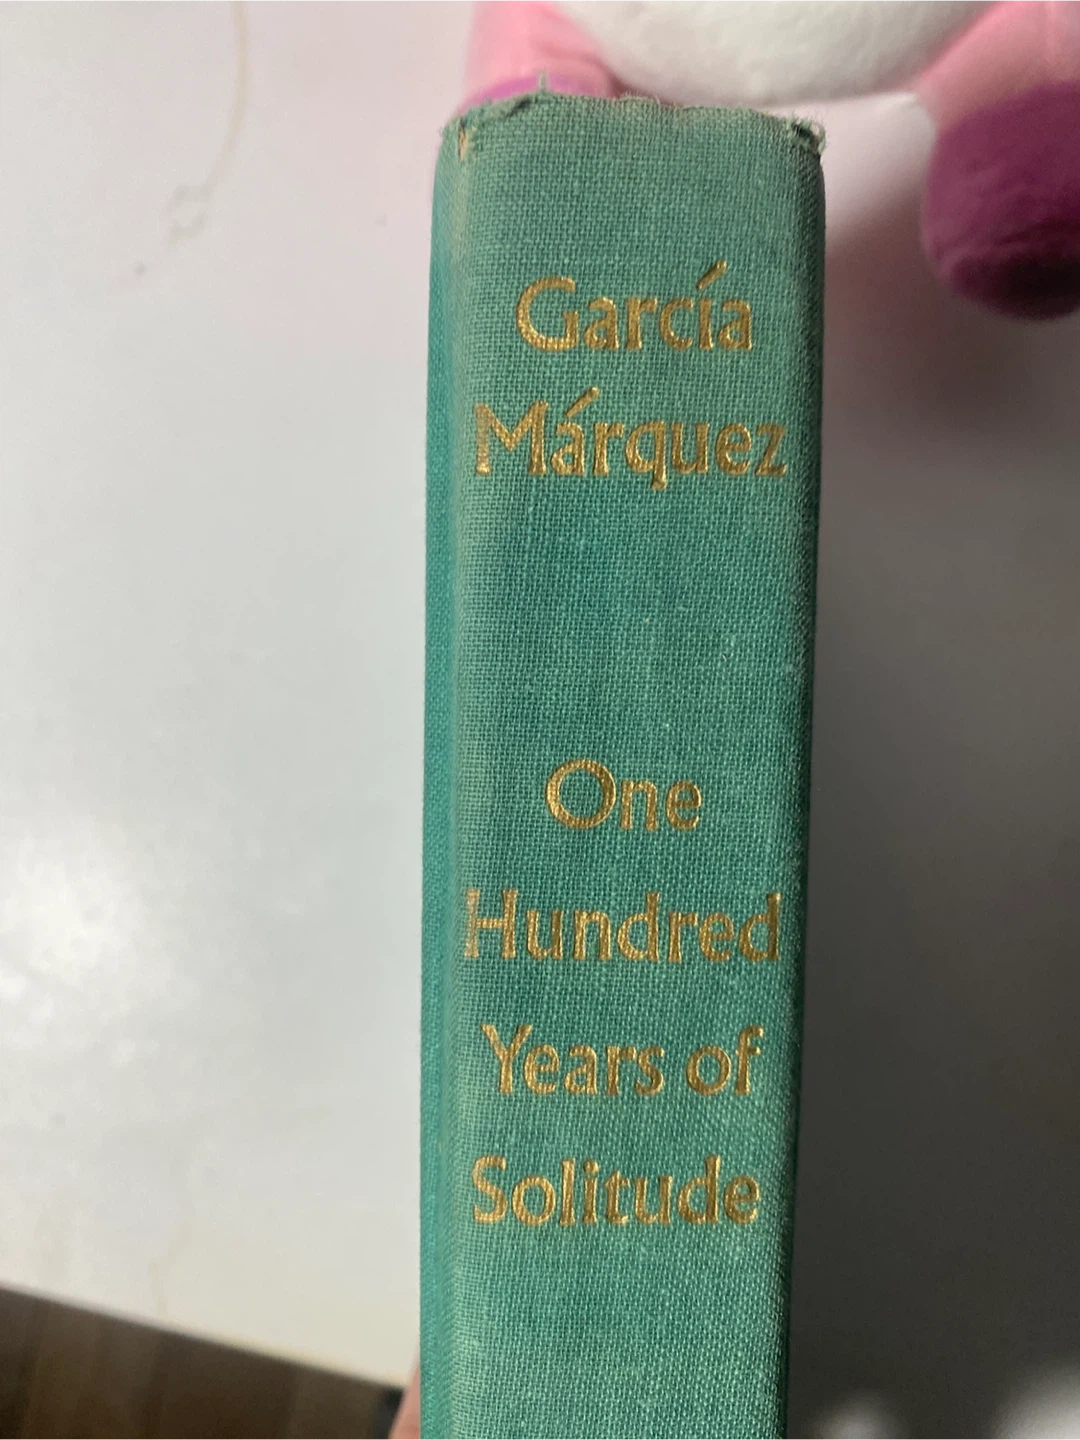 García
Márquez
One
Hundred
Years of
Solitude